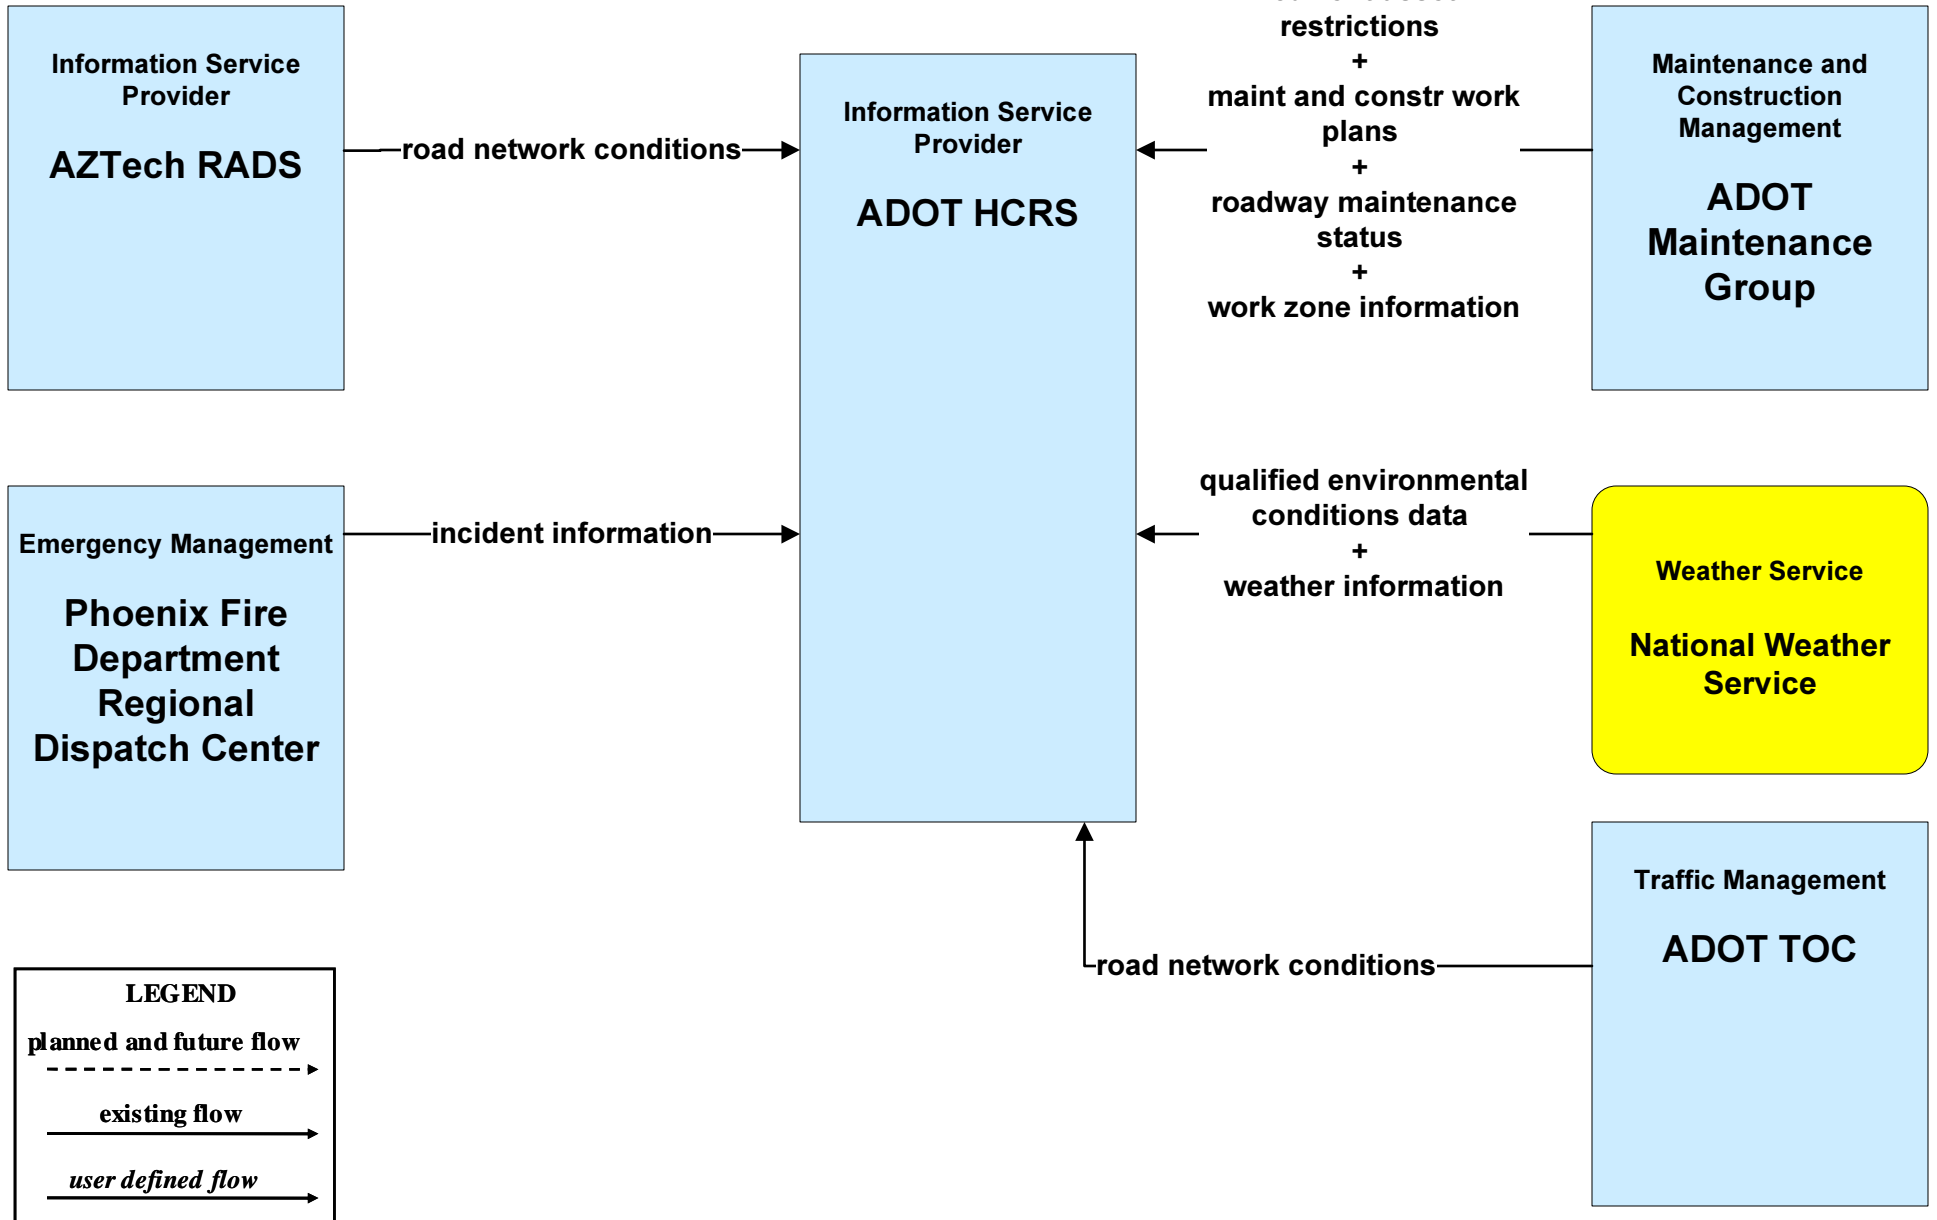 Information Service
Provider
AZTech RADS
road network conditions
Information Service
Provider
ADOT HCRS
restrictions
+
maint and constr work
plans
+
roadway maintenance
status
+
work zone information
Maintenance and
Construction
Management
ADOT
Maintenance
Group
Emergency Management
Phoenix Fire
Department
Regional
Dispatch Center
incident information
qualified environmental
conditions data
+
weather information
Weather Service
National Weather
Service
road network conditions
Traffic Management
ADOT TOC
LEGEND
planned and future flow
existing flow
user defined flow